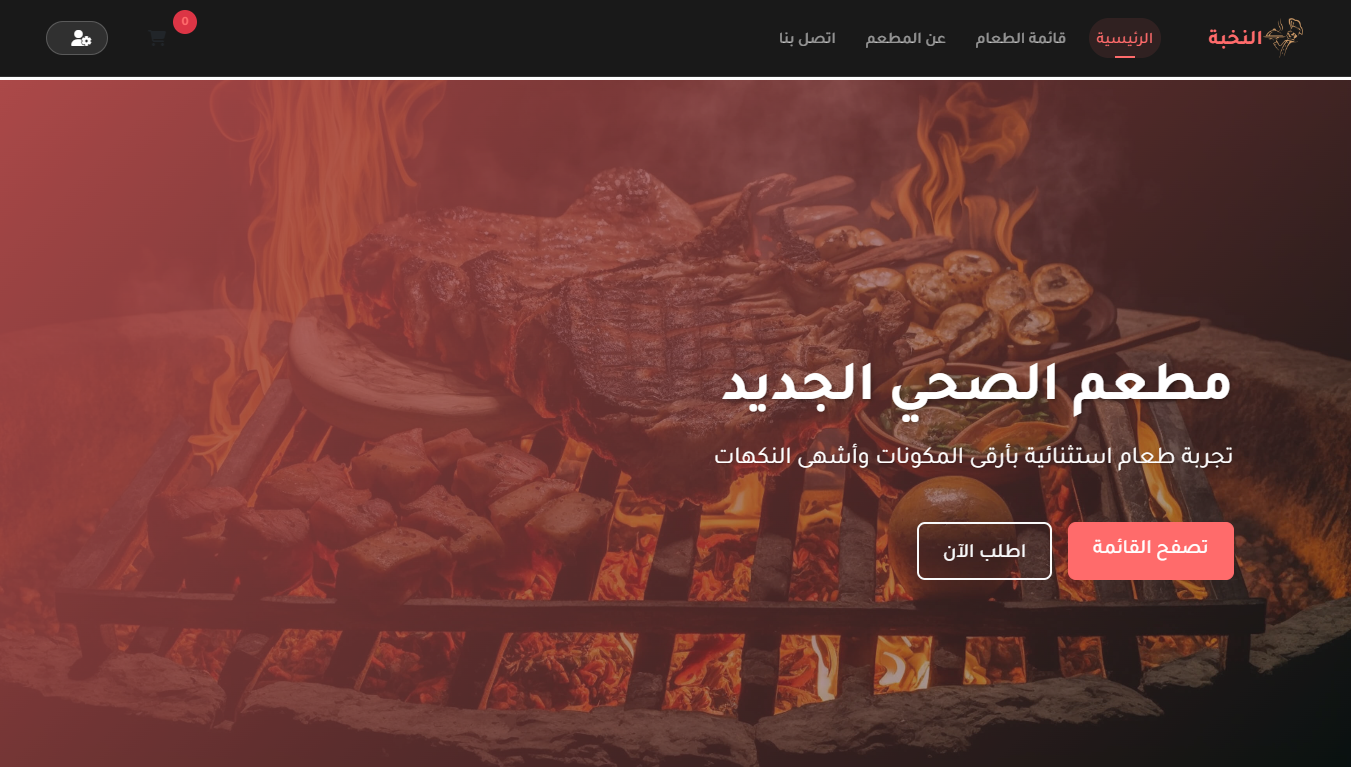 النخبة
الرئيسية
قائمة الطعام
عن المطعم
اتصل بنا
0
مطعم الصحي الجديد
تجربة طعام استثنائية بأرقى المكونات وأشهى النكهات
تصفح القائمة
اطلب الآن